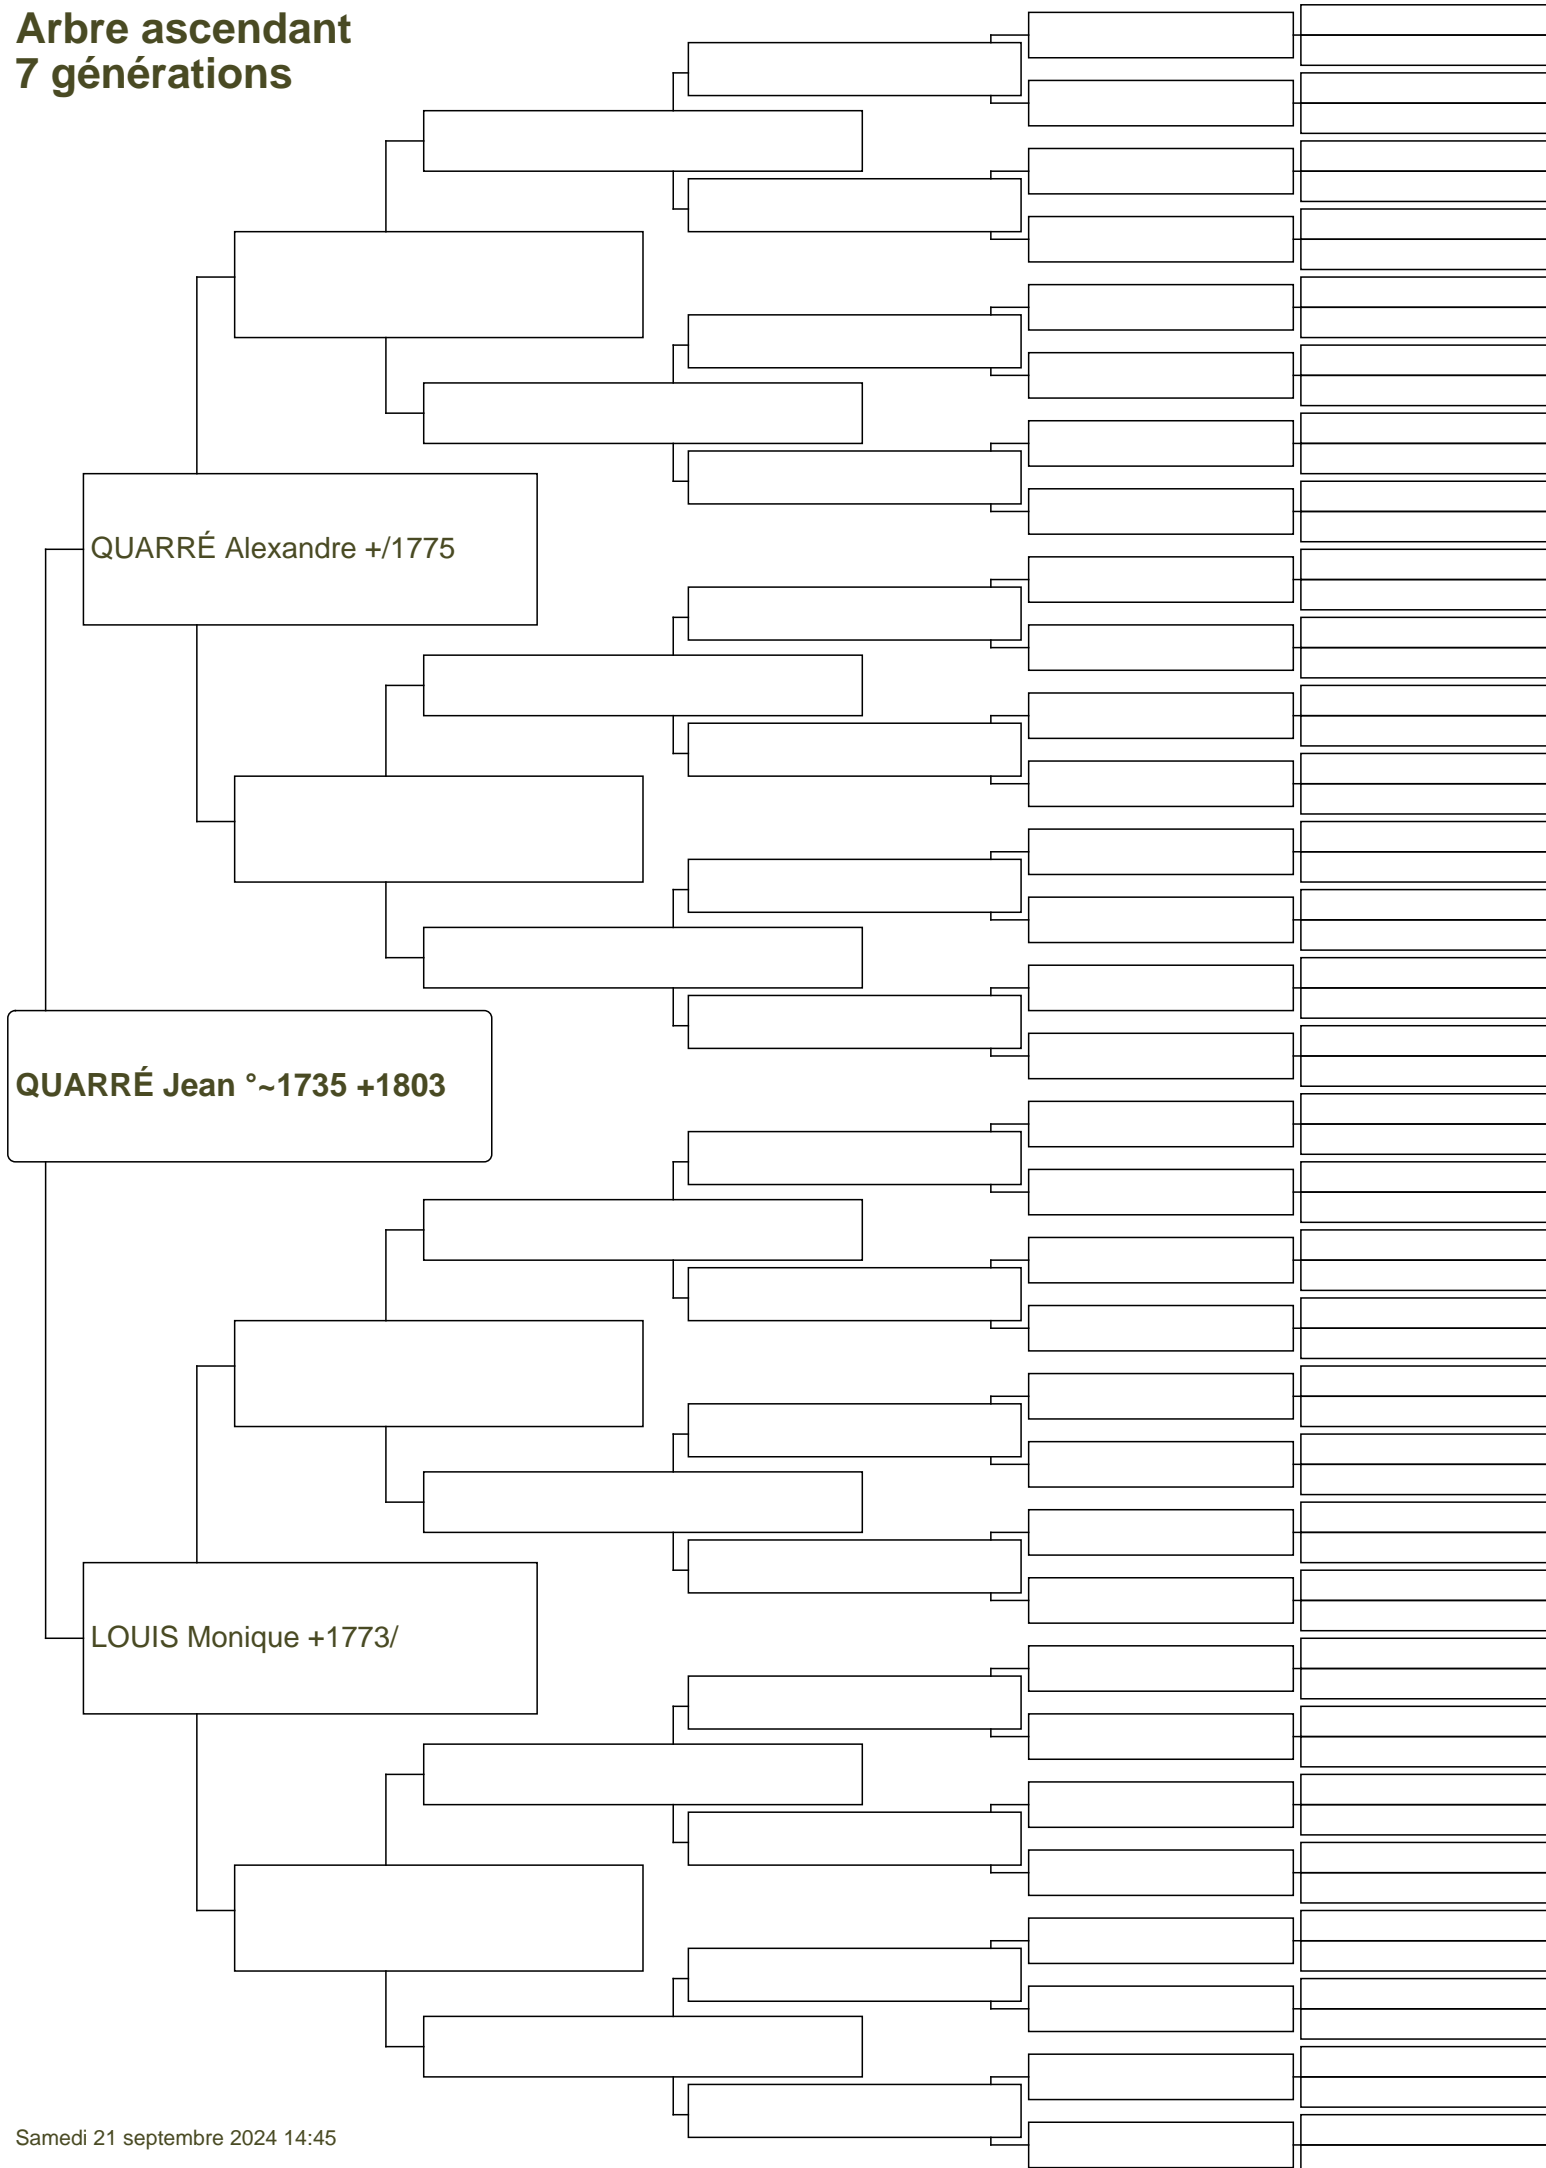 Arbre ascendant
7 générations
QUARRÉ Alexandre +/1775
QUARRÉ Jean °~1735 +1803
LOUIS Monique +1773/
Samedi 21 septembre 2024 14:45